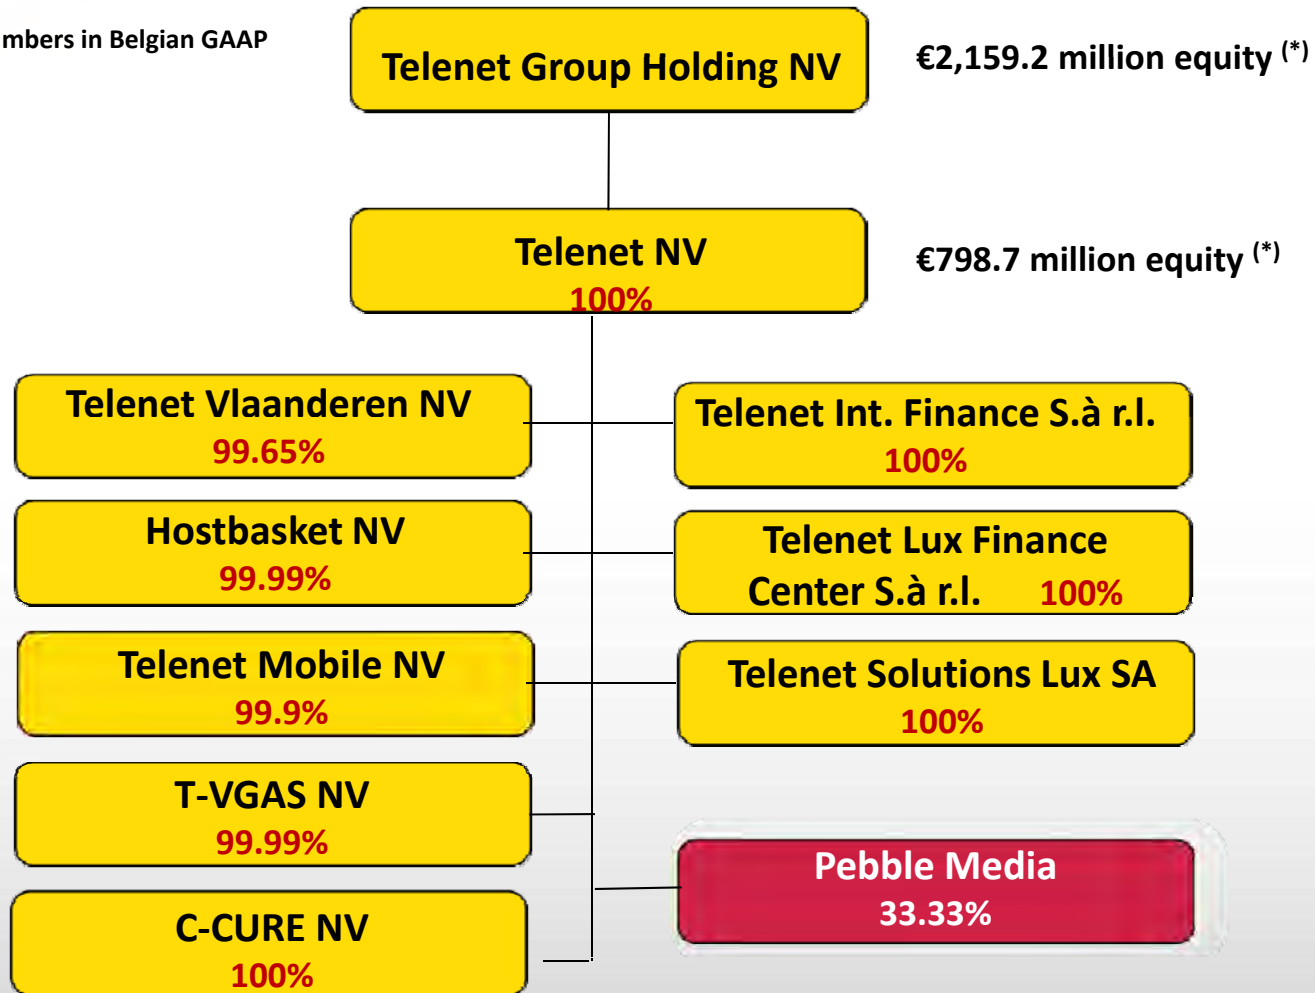 mbers in Belgian GAAP
Telenet Group Holding NV
€2,159.2 million equity (*)
Telenet NV
100%
€798.7 million equity (*)
Telenet Vlaanderen NV
99.65%
Telenet Int. Finance S.à r.l.
100%
Hostbasket NV
99.99%
Telenet Lux Finance
Center S.à r.l. 100%
Telenet Mobile NV
99.9%
Telenet Solutions Lux SA
100%
T-VGAS NV
99.99%
Pebble Media
33.33%
C-CURE NV
100%